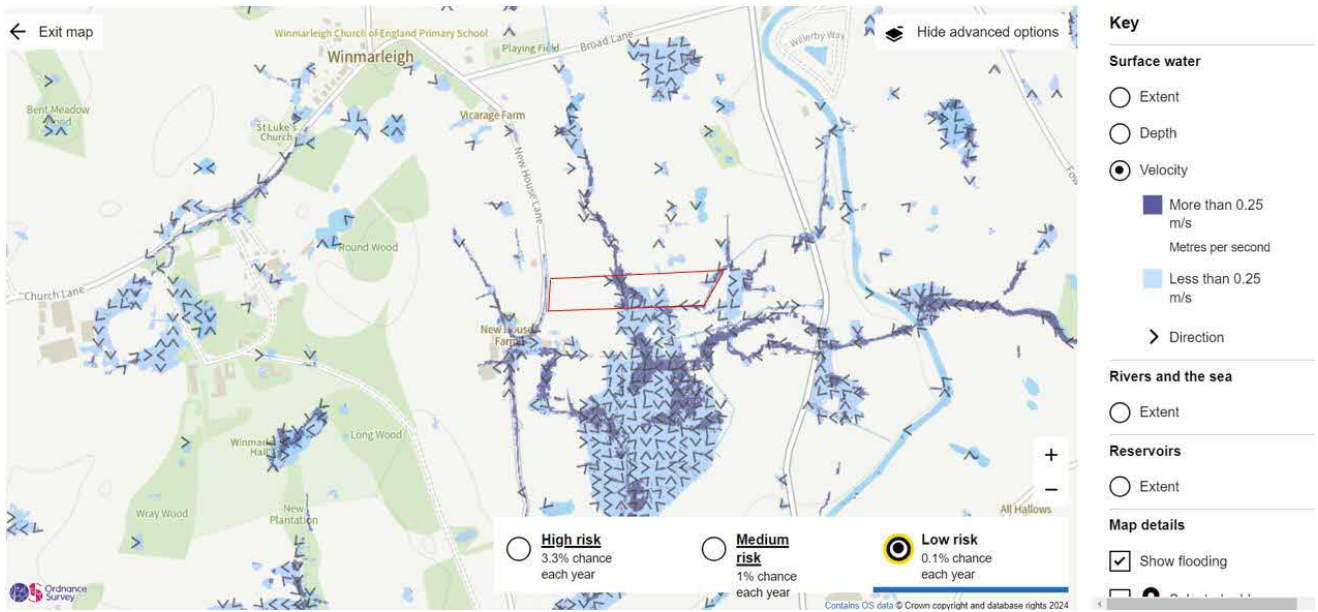 Exit map
Winmarleigh Church of England Primary School
Winmarleigh
Playing Field
Broad Lane
Willerby Way
Hide advanced options
Bent Meadow
Wood
St Luke's
Church
Vicarage Farm
New House Lane
Round Wood
Church Lane
New House
Farm
Long Wood
Winmarleigh
Hall
Wray Wood
New
Plantation
All Hallows
+
−
High risk
3.3% chance
each year
Medium
risk
1% chance
each year
Low risk
0.1% chance
each year
Ordnance
Survey
Contains OS data © Crown copyright and database rights 2024
Key
Surface water
Extent
Depth
Velocity
More than 0.25
m/s
Metres per second
Less than 0.25
m/s
Direction
Rivers and the sea
Extent
Reservoirs
Extent
Map details
Show flooding